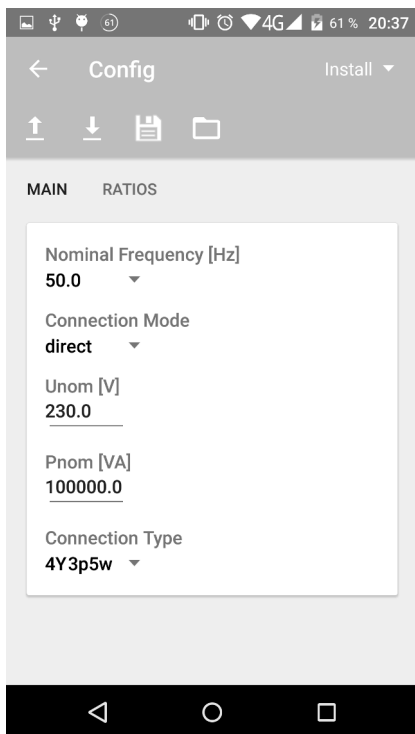 61 4G 61 % 20:37
Config Install
MAIN RATIOS
Nominal Frequency [Hz]
50.0
Connection Mode
direct
Unom [V]
230.0
Pnom [VA]
100000.0
Connection Type
4Y3p5w